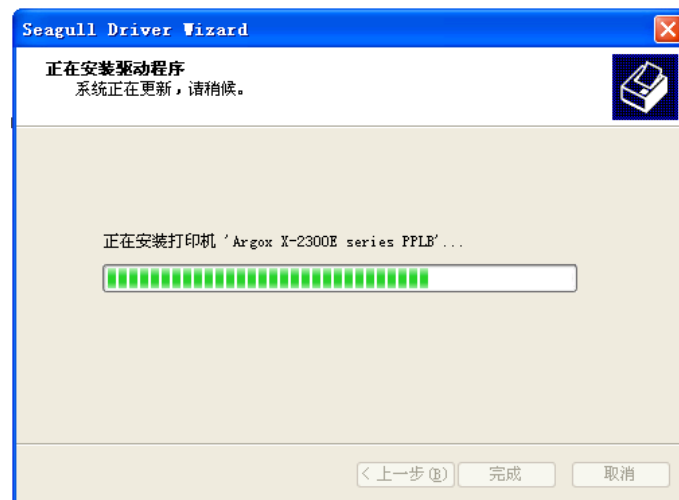 Seagull Driver Wizard
正在安装驱动程序
系统正在更新，请稍候。
正在安装打印机 'Argox X-2300E series PPLB'...
< 上一步(B) 完成 取消